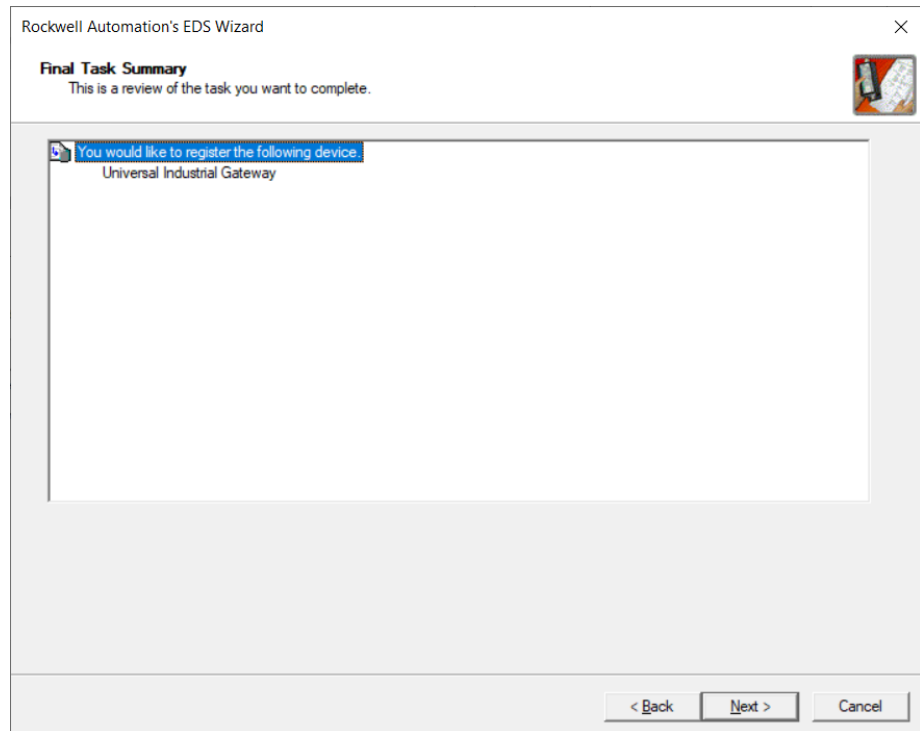 Rockwell Automation's EDS Wizard
Final Task Summary
This is a review of the task you want to complete.
You would like to register the following device.
Universal Industrial Gateway
< Back
Next >
Cancel